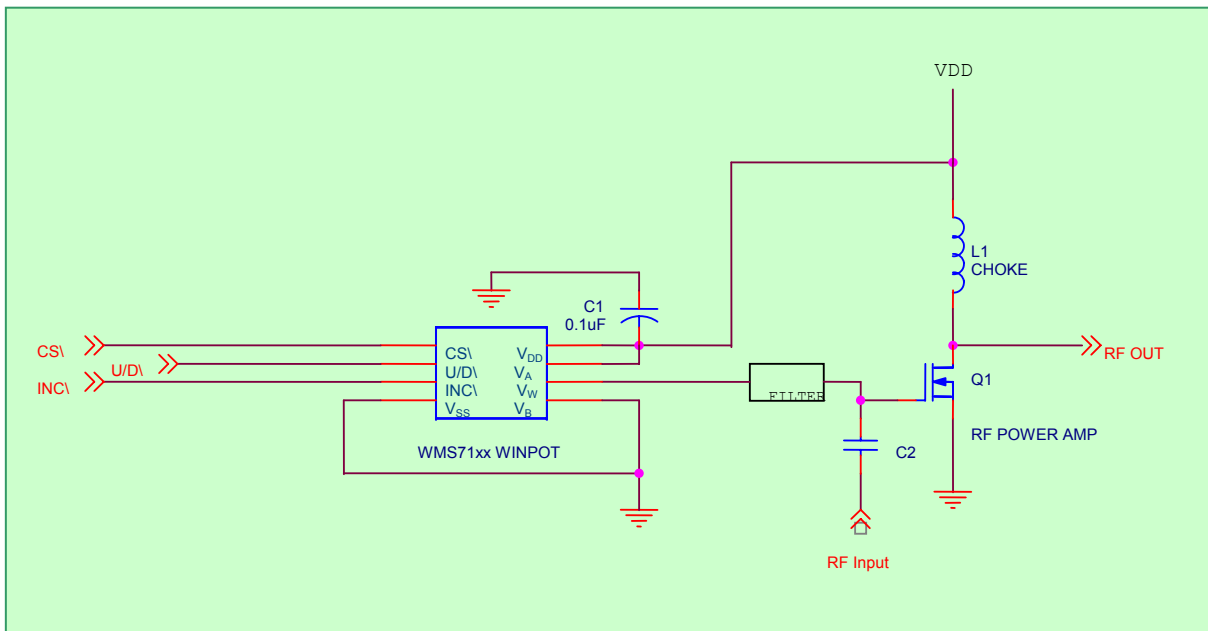 VDD
L1
CHOKE
C1
0.1uF
CS\
U/D\
INC\
CS\
U/D\
INC\
VSS
VDD
VA
VW
VB
FILTER
RF OUT
Q1
RF POWER AMP
WMS71xx WINPOT
C2
RF Input